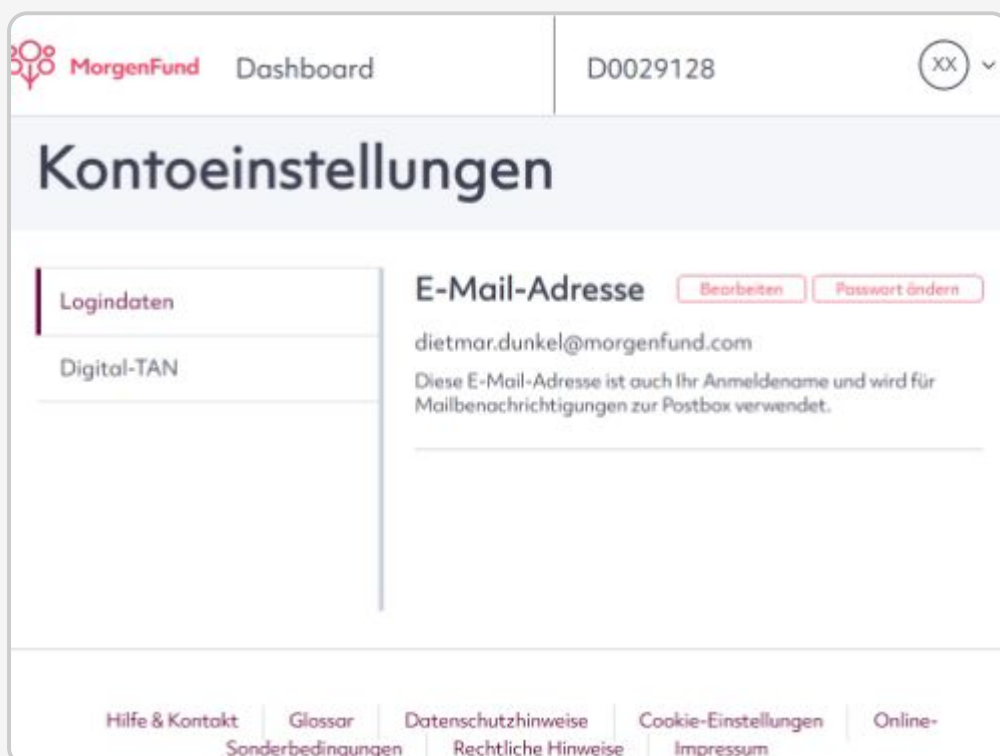 MorgenFund Dashboard D0029128 XX
Kontoeinstellungen
Logindaten
Digital-TAN
E-Mail-Adresse Bearbeiten Passwort ändern
dietmar.dunkel@morgenfund.com
Diese E-Mail-Adresse ist auch Ihr Anmeldename und wird für
Mailbenachrichtigungen zur Postbox verwendet.
Hilfe & Kontakt Glossar Datenschutzhinweise Cookie-Einstellungen Online-
Sonderbedingungen Rechtliche Hinweise Impressum